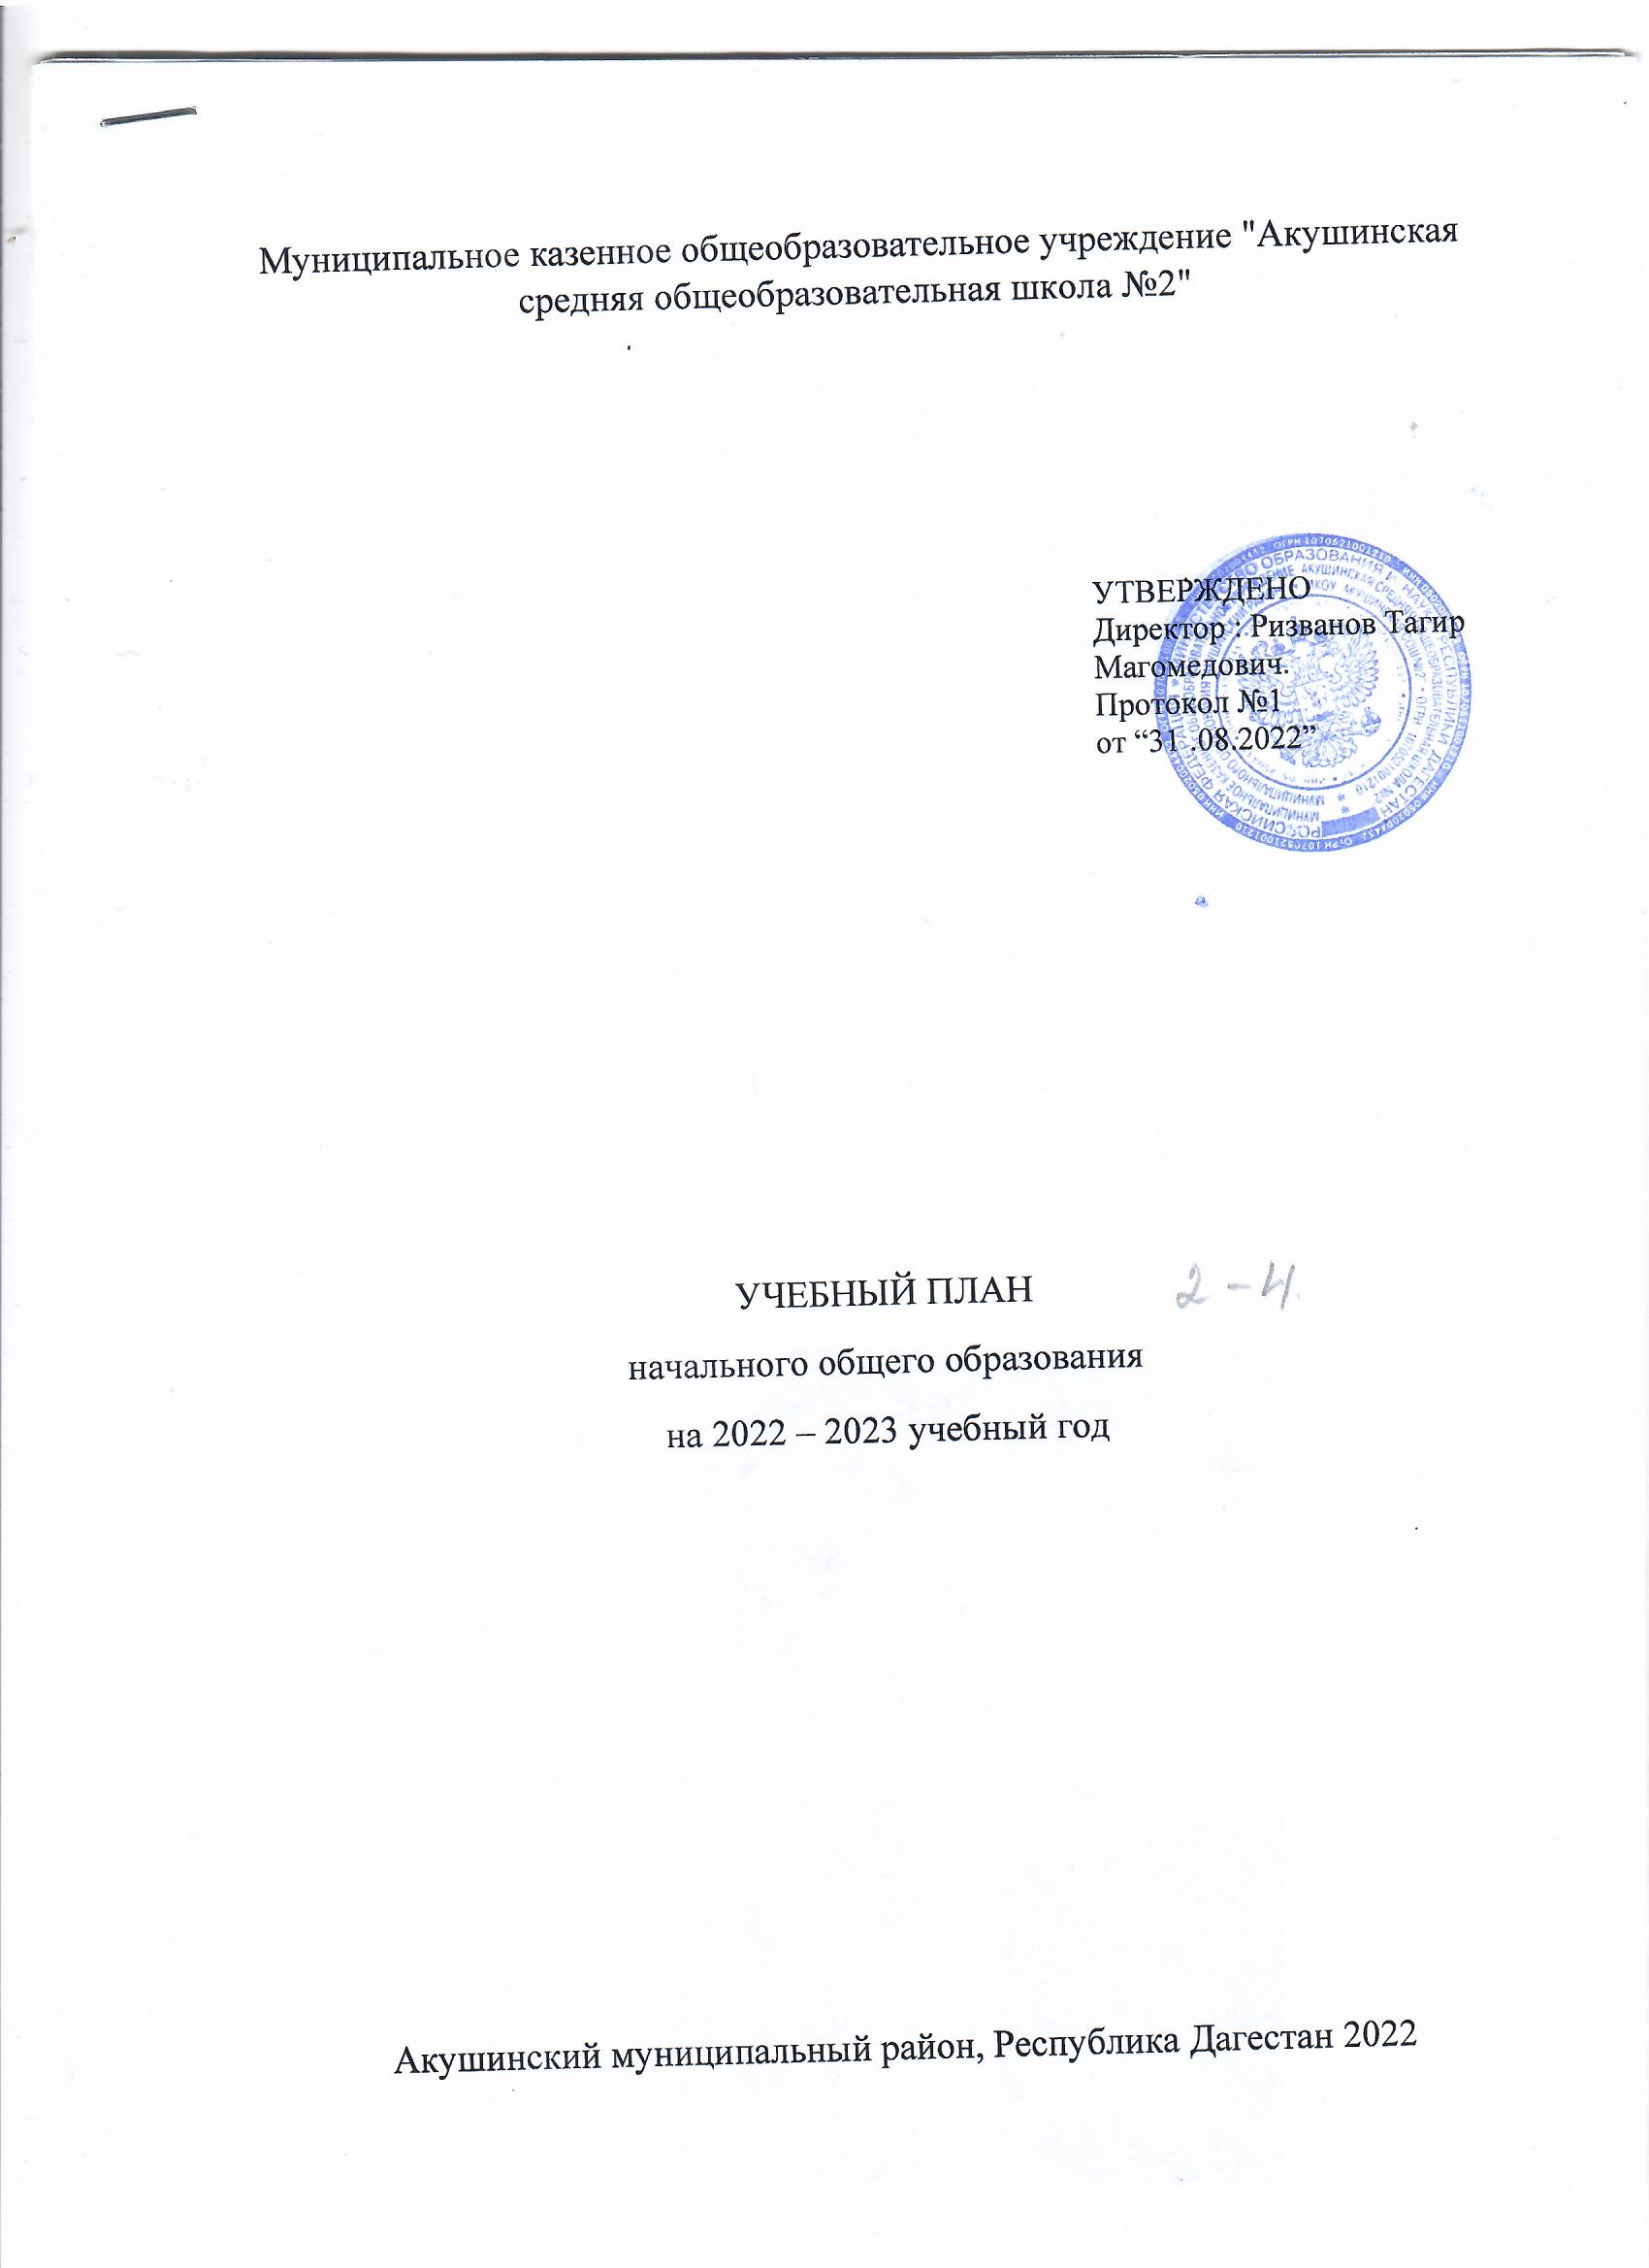 Муниципальное казенное общеобразовательное учреждение "Акушинская
средняя общеобразовательная школа №2"
УТВЕРЖДЕНО
Директор : Ризванов Тагир
Магомедович.
Протокол №1
от “31 .08.2022”
УЧЕБНЫЙ ПЛАН 2-4
начального общего образования
на 2022 – 2023 учебный год
Акушинский муниципальный район, Республика Дагестан 2022